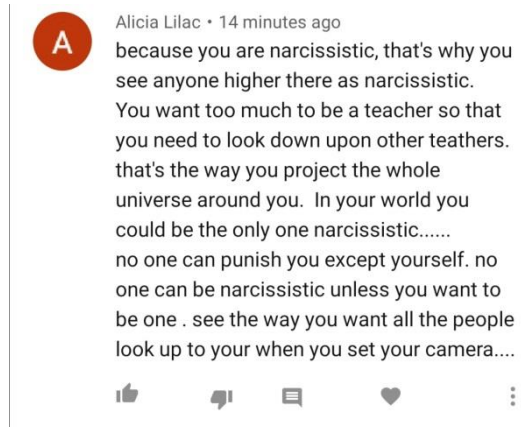 A
Alicia Lilac • 14 minutes ago
because you are narcissistic, that's why you
see anyone higher there as narcissistic.
You want too much to be a teacher so that
you need to look down upon other teathers.
that's the way you project the whole
universe around you.  In your world you
could be the only one narcissistic......
no one can punish you except yourself. no
one can be narcissistic unless you want to
be one . see the way you want all the people
look up to your when you set your camera....